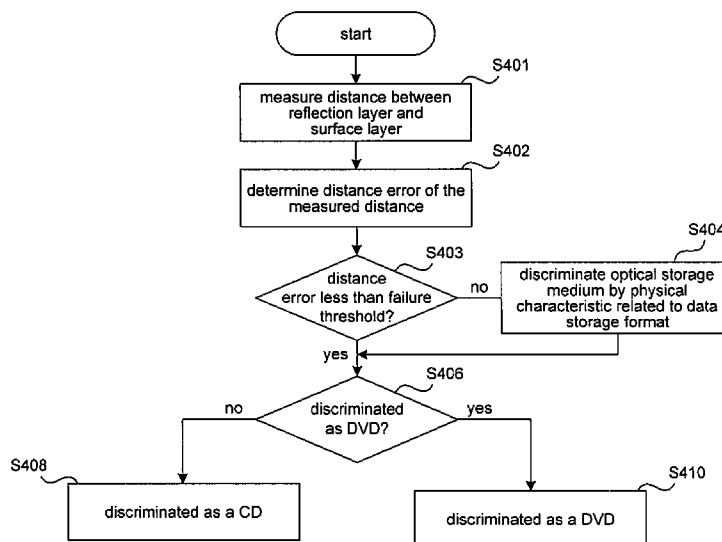 start
S401
measure distance between
reflection layer and
surface layer
S402
determine distance error of the
measured distance
S403
distance
error less than failure
threshold?
no
S404
discriminate optical storage
medium by physical
characteristic related to data
storage format
yes
S406
discriminated
as DVD?
no
yes
S408
discriminated as a CD
S410
discriminated as a DVD